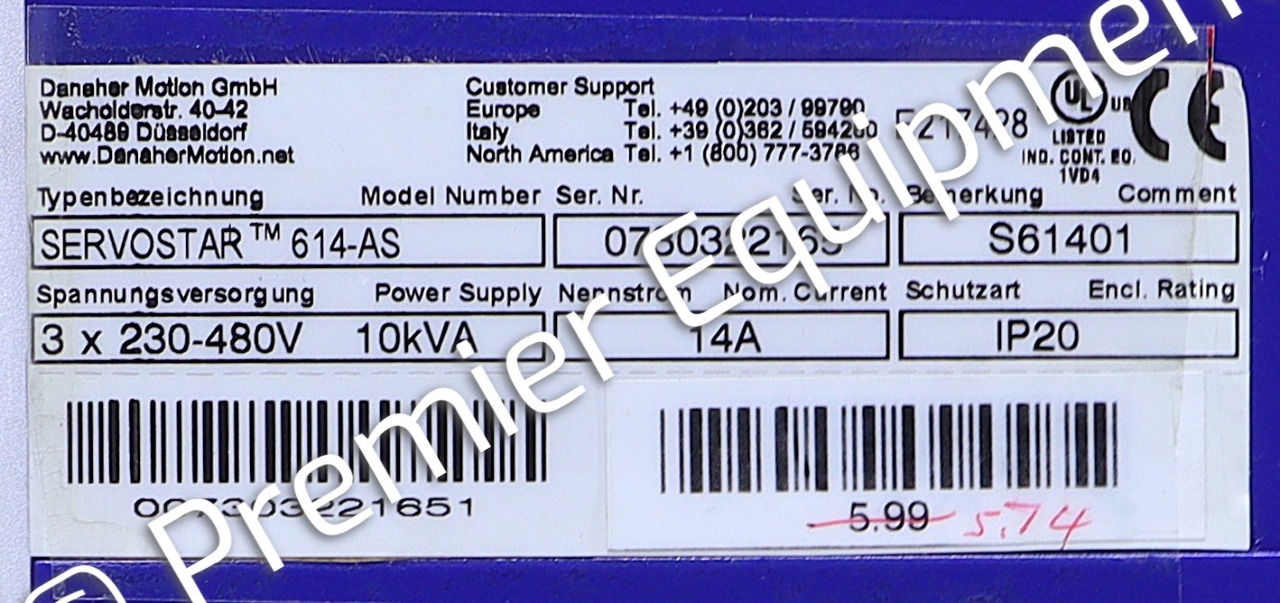 Danaher Motion GmbH
Wacholderstr. 40-42
D-40489 Düsseldorf
www.DanaherMotion.net
Customer Support
Europe Tel. +49 (0)203 / 99790
Italy Tel. +39 (0)362 / 594260
North America Tel. +1 (800) 777-3786
UL US
LISTED
IND. CONT. EQ.
1VD4
CE
Typenbezeichnung Model Number Ser. Nr. Ser. No. Bemerkung Comment
SERVOSTAR™ 614-AS S61401
Spannungsversorgung Power Supply Nennstrom Nom. Current Schutzart Encl. Rating
3 x 230-480V 10kVA 14A IP20
5.99 5.74
© Premier Equipment